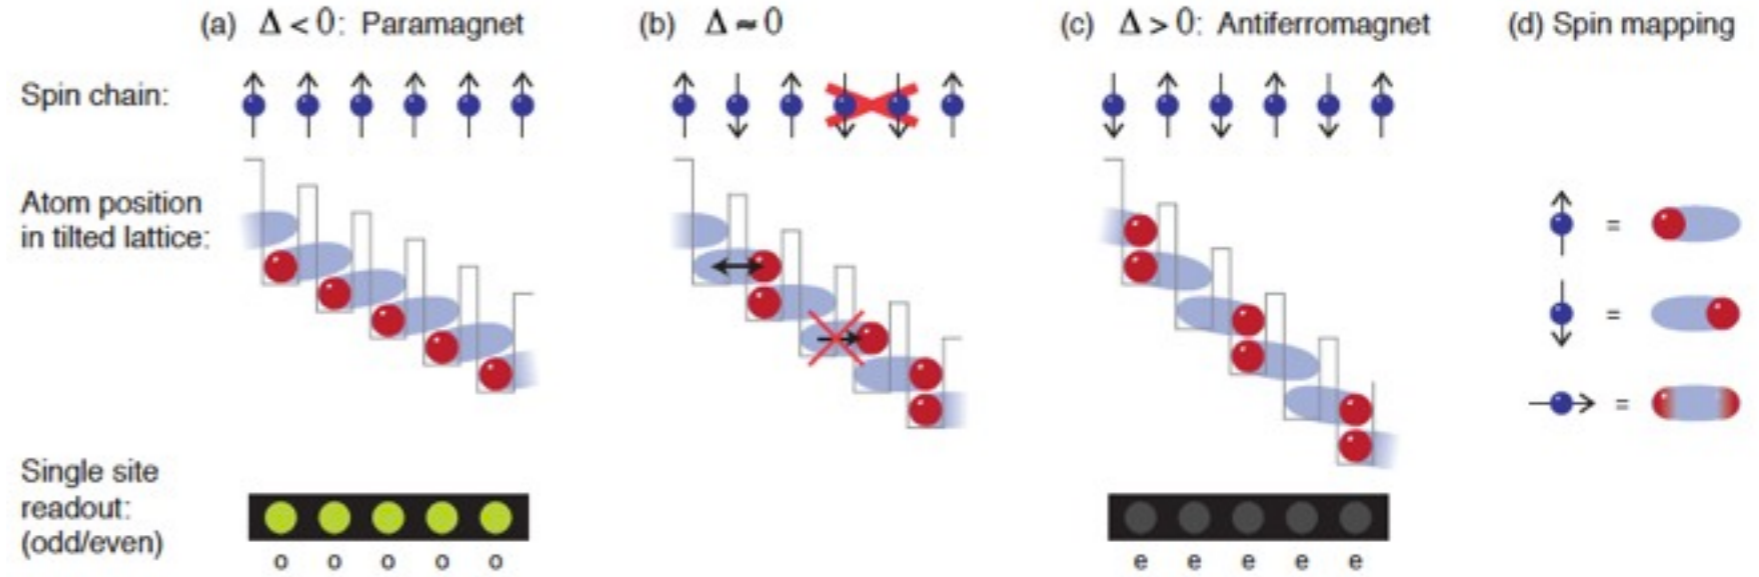 (a) Δ < 0: Paramagnet
(b) Δ ≈ 0
(c) Δ > 0: Antiferromagnet
(d) Spin mapping
Spin chain:
Atom position
in tilted lattice:
=
=
=
Single site
readout:
(odd/even)
o o o o o
e e e e e